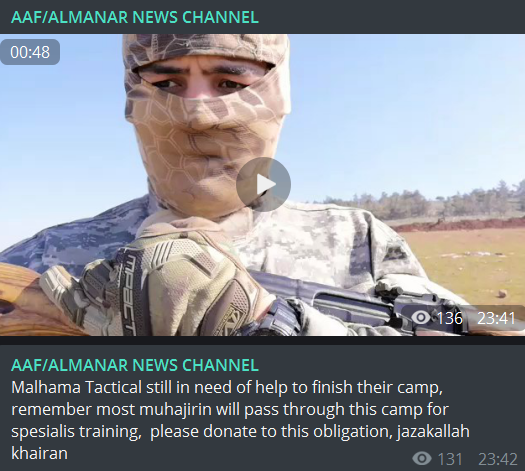 AAF/ALMANAR NEWS CHANNEL
00:48
IMPACT
136 23:41
AAF/ALMANAR NEWS CHANNEL
Malhama Tactical still in need of help to finish their camp,
remember most muhajirin will pass through this camp for
spesialis training, please donate to this obligation, jazakallah
khairan
131 23:42